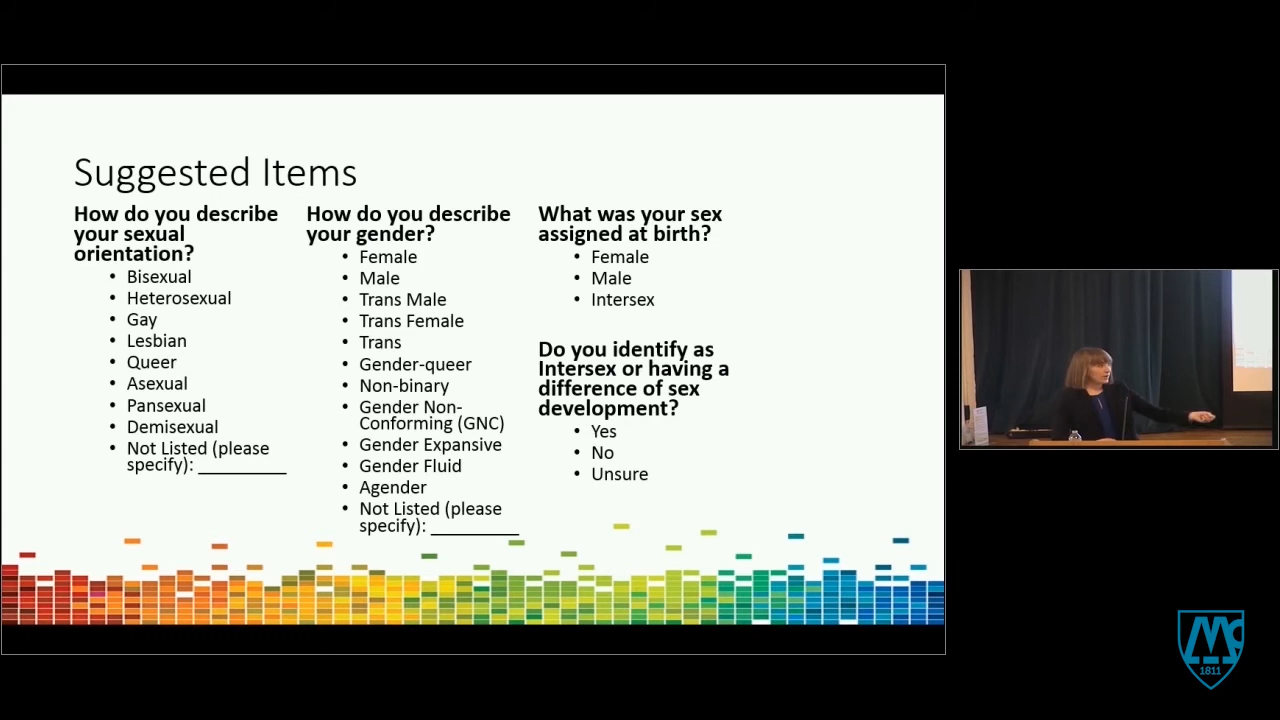 Suggested Items
How do you describe
your sexual
orientation?
• Bisexual
• Heterosexual
• Gay
• Lesbian
• Queer
• Asexual
• Pansexual
• Demisexual
• Not Listed (please
specify): __________
How do you describe
your gender?
• Female
• Male
• Trans Male
• Trans Female
• Trans
• Gender-queer
• Non-binary
• Gender Non-
Conforming (GNC)
• Gender Expansive
• Gender Fluid
• Agender
• Not Listed (please
specify): __________
What was your sex
assigned at birth?
• Female
• Male
• Intersex
Do you identify as
Intersex or having a
difference of sex
development?
• Yes
• No
• Unsure
Mc
1811